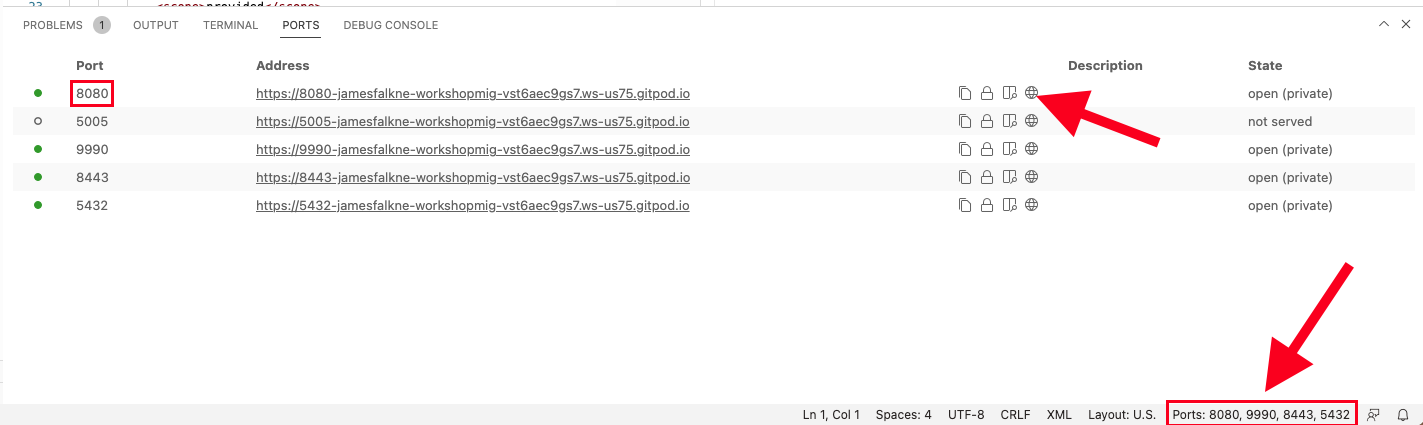 23 <scope>provided</scope>
PROBLEMS 1 OUTPUT TERMINAL PORTS DEBUG CONSOLE
Port Address Description State
8080 https://8080-jamesfalkne-workshopmig-vst6aec9gs7.ws-us75.gitpod.io open (private)
5005 https://5005-jamesfalkne-workshopmig-vst6aec9gs7.ws-us75.gitpod.io not served
9990 https://9990-jamesfalkne-workshopmig-vst6aec9gs7.ws-us75.gitpod.io open (private)
8443 https://8443-jamesfalkne-workshopmig-vst6aec9gs7.ws-us75.gitpod.io open (private)
5432 https://5432-jamesfalkne-workshopmig-vst6aec9gs7.ws-us75.gitpod.io open (private)
Ln 1, Col 1 Spaces: 4 UTF-8 CRLF XML Layout: U.S. Ports: 8080, 9990, 8443, 5432